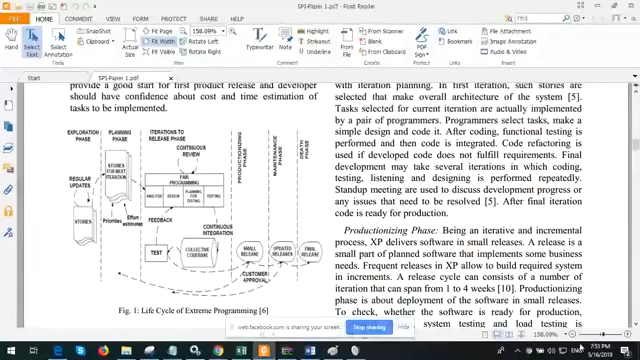 SPI-Paper 1.pdf * - Foxit Reader
FILE HOME COMMENT VIEW FORM PROTECT SHARE HELP
Find
Hand
Select Text
Select Annotation
SnapShot
Clipboard
Actual Size
Fit Page
Fit Width
Fit Visible
158.09%
Rotate Left
Rotate Right
Typewriter
Note
Highlight
Strikeout
Underline
From File
From Scanner
Blank
From Clipboard
PDF Sign
Link
Bookmark
File Attachment
Image Annotation
Audio & Video
Start
SPI-Paper 1.pdf
provide a good start for first product release and developer
should have confidence about cost and time estimation of
tasks to be implemented.
EXPLORATION PHASE
PLANNING PHASE
ITERATIONS TO RELEASE PHASE
PRODUCTIONIZING PHASE
MAINTENANCE PHASE
DEATH PHASE
CONTINUOUS REVIEW
REGULAR UPDATES
STORIES FOR NEXT ITERATION
PAIR PROGRAMMING
ANALYSIS
DESIGN
PLANNING FOR TESTING
TESTING
Priorities
Effort estimates
FEEDBACK
CONTINUOUS INTEGRATION
STORIES
TEST
COLLECTIVE CODEBASE
SMALL RELEASE
UPDATED RELEASES
FINAL RELEASE
CUSTOMER APPROVAL
Fig. 1: Life Cycle of Extreme Programming [6]
with iteration planning. In first iteration, such stories are
selected that make overall architecture of the system [5].
Tasks selected for current iteration are actually implemented
by a pair of programmers. Programmers select tasks, make
a simple design and code it. After coding, functional testing
is performed and then code is integrated. Code refactoring
is used if developed code does not fulfill requirements. Final
development may take several iterations in which coding,
testing, listening and designing is performed repeatedly.
Standup meeting are used to discuss development progress or
any issues that need to be resolved [5]. After final iteration
code is ready for production.
Productionizing Phase: Being an iterative and incremental
process, XP delivers software in small releases. A release is a
small part of planned software that implements some business
needs. Frequent releases in XP allow to build required system
in increments. A release cycle can consists of a number of
iteration that can span from 1 to 4 weeks [10]. Productionizing
phase is about deployment of the software in small releases.
To check, whether the software is ready for production,
system testing and load testing is
web.facebook.com is sharing your screen.
Stop sharing
Hide
158.09%
7:53 PM
5/16/2019